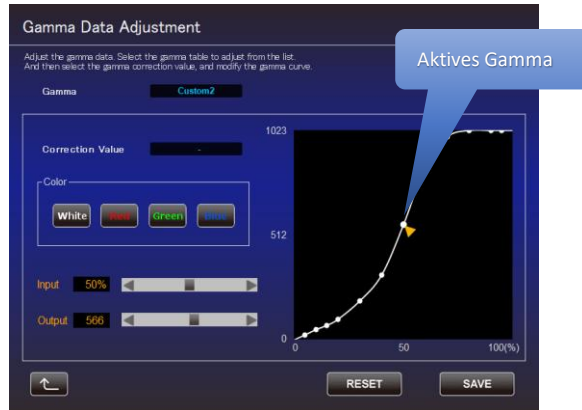 Gamma Data Adjustment
Adjust the gamma data. Select the gamma table to adjust from the list.
And then select the gamma correction value, and modify the gamma curve.
Aktives Gamma
Gamma Custom2
Correction Value -
Color
White Red Green Blue
Input 50%
Output 566
1023
512
0
0 50 100(%)
RESET SAVE